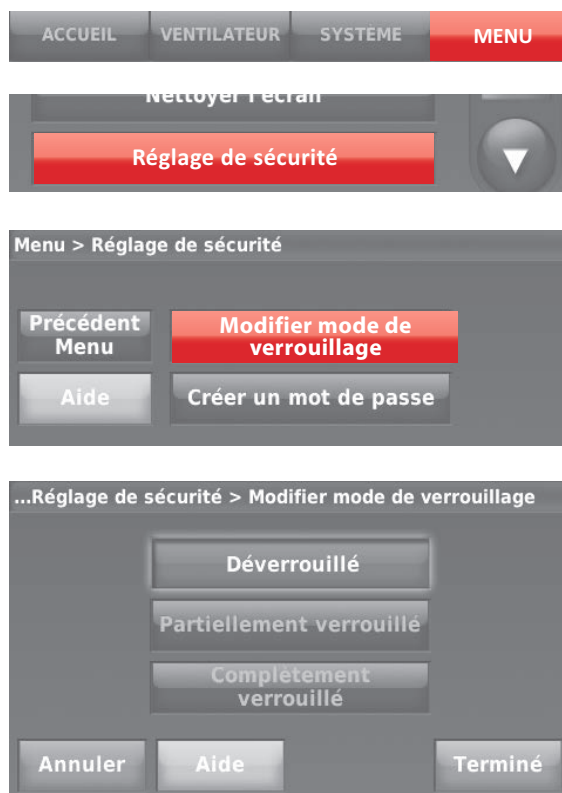 ACCUEIL VENTILATEUR SYSTÈME MENU
Nettoyer l'écran
Réglage de sécurité
Menu > Réglage de sécurité
Précédent
Menu
Modifier mode de
verrouillage
Aide
Créer un mot de passe
...Réglage de sécurité > Modifier mode de verrouillage
Déverrouillé
Partiellement verrouillé
Complètement
verrouillé
Annuler Aide Terminé